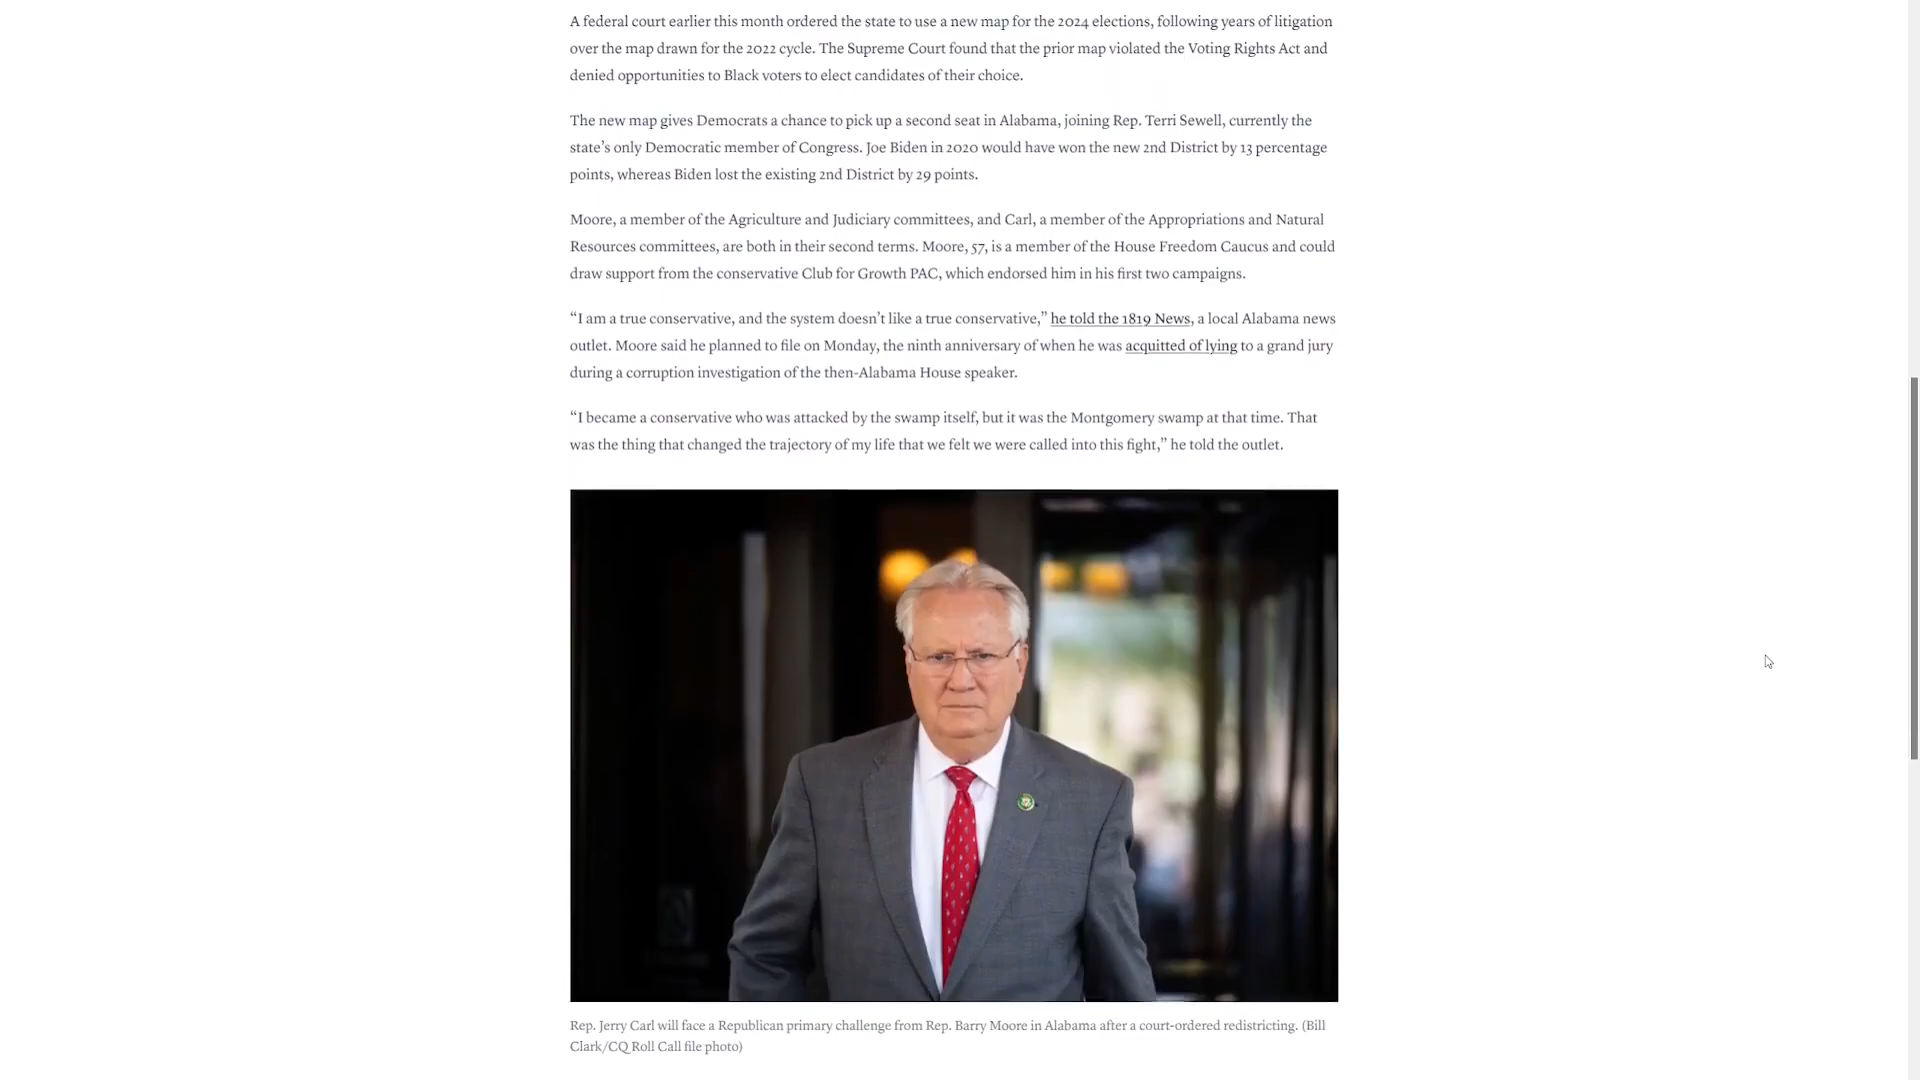 A federal court earlier this month ordered the state to use a new map for the 2024 elections, following years of litigation
over the map drawn for the 2022 cycle. The Supreme Court found that the prior map violated the Voting Rights Act and
denied opportunities to Black voters to elect candidates of their choice.
The new map gives Democrats a chance to pick up a second seat in Alabama, joining Rep. Terri Sewell, currently the
state’s only Democratic member of Congress. Joe Biden in 2020 would have won the new 2nd District by 13 percentage
points, whereas Biden lost the existing 2nd District by 29 points.
Moore, a member of the Agriculture and Judiciary committees, and Carl, a member of the Appropriations and Natural
Resources committees, are both in their second terms. Moore, 57, is a member of the House Freedom Caucus and could
draw support from the conservative Club for Growth PAC, which endorsed him in his first two campaigns.
“I am a true conservative, and the system doesn’t like a true conservative,” he told the 1819 News, a local Alabama news
outlet. Moore said he planned to file on Monday, the ninth anniversary of when he was acquitted of lying to a grand jury
during a corruption investigation of the then-Alabama House speaker.
“I became a conservative who was attacked by the swamp itself, but it was the Montgomery swamp at that time. That
was the thing that changed the trajectory of my life that we felt we were called into this fight,” he told the outlet.
Rep. Jerry Carl will face a Republican primary challenge from Rep. Barry Moore in Alabama after a court-ordered redistricting. (Bill
Clark/CQ Roll Call file photo)